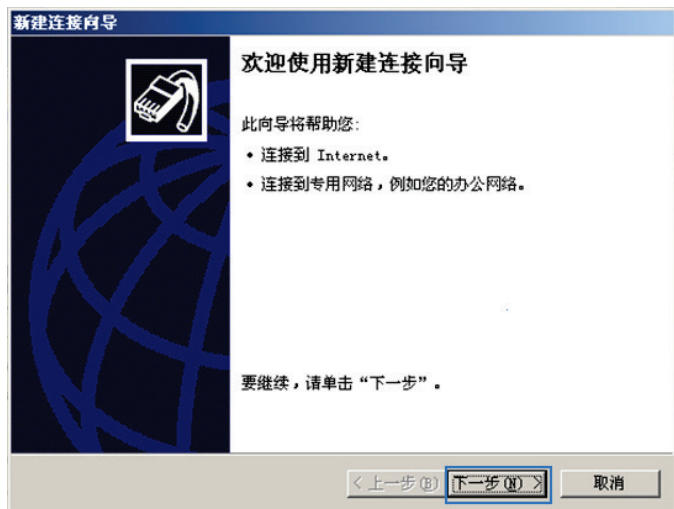 新建连接向导
欢迎使用新建连接向导
此向导将帮助您:
• 连接到 Internet。
• 连接到专用网络，例如您的办公网络。
要继续，请单击“下一步”。
< 上一步(B)
下一步(N) >
取消